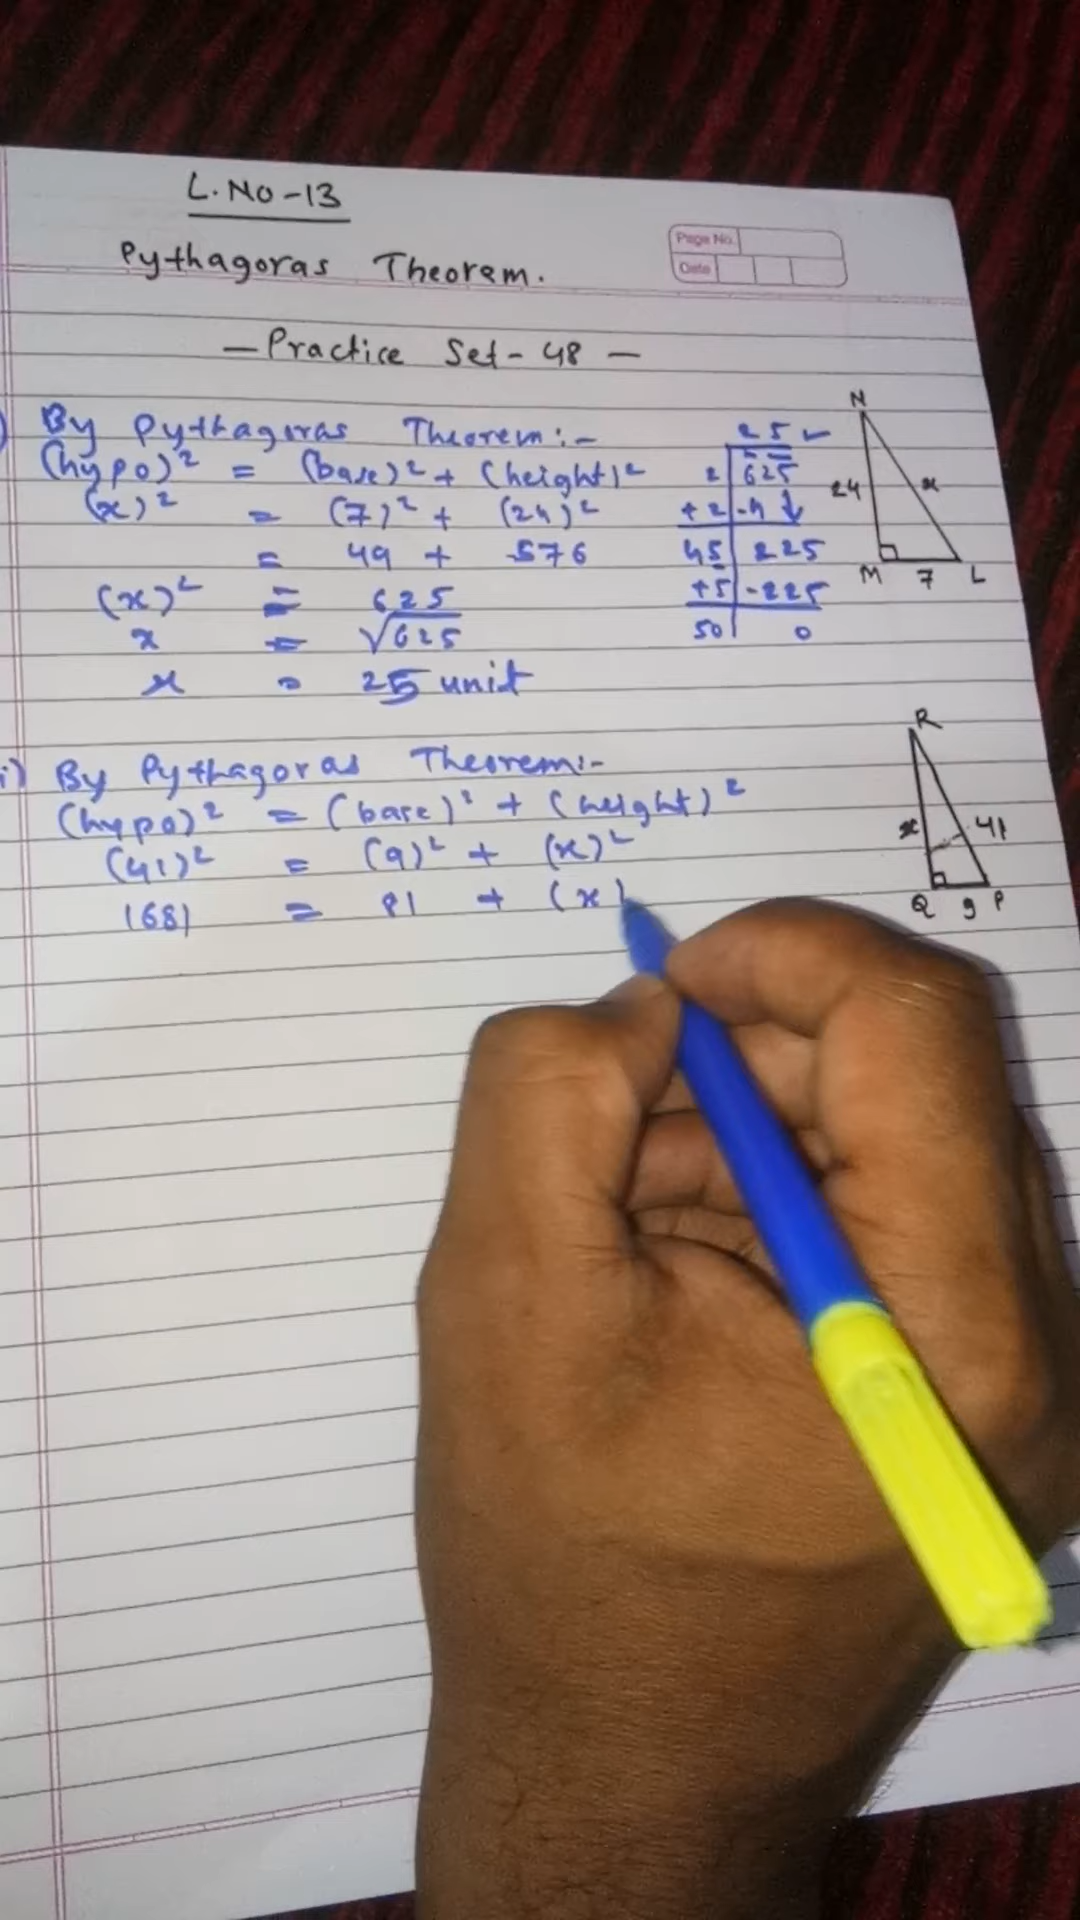 L. No - 13
Pythagoras Theorem.
Page No.
Date
- Practice Set - 48 -
By Pythagoras Theorem :-
(hypo)² = (base)² + (height)²
(x)² = (7)² + (24)²
= 49 + 576
(x)² = 625
x = √625
x = 25 unit
25 ✓
2 | 625
+2 | -4 ↓
45 | 225
+5 | -225
50 | 0
N
24 x
M 7 L
i) By Pythagoras Theorem :-
(hypo)² = (base)² + (height)²
(41)² = (9)² + (x)²
1681 = 81 + (x)
R
x 41
Q 9 P